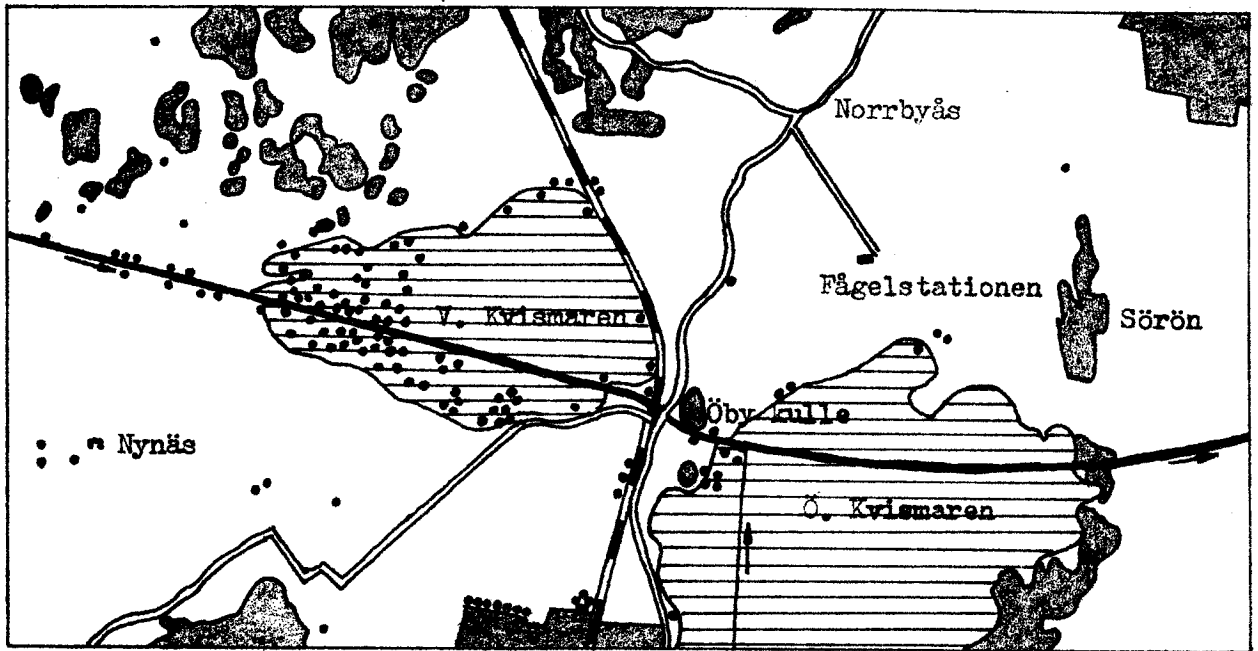 Norrbyås
Fågelstationen
Sörön
V. Kvismaren
Öby kulle
Nynäs
Ö. Kvismaren